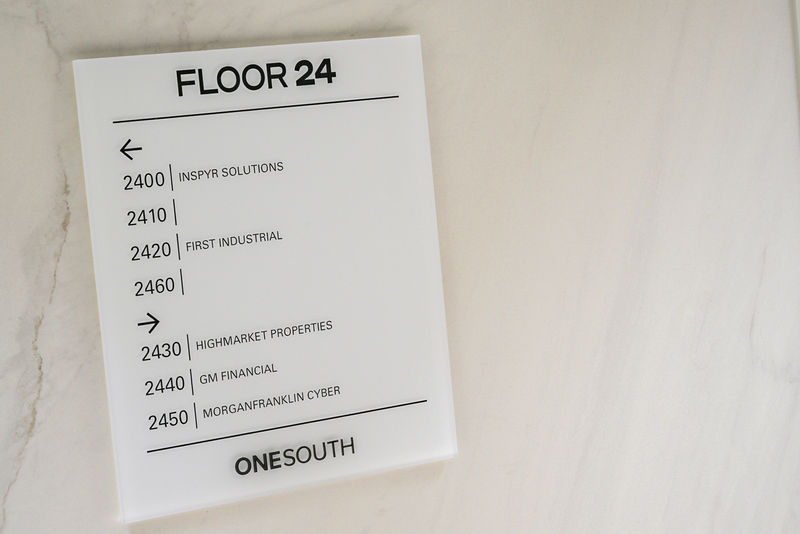 FLOOR 24
←
2400 | INSPYR SOLUTIONS
2410 |
2420 | FIRST INDUSTRIAL
2460 |
→
2430 | HIGHMARKET PROPERTIES
2440 | GM FINANCIAL
2450 | MORGANFRANKLIN CYBER
ONESOUTH